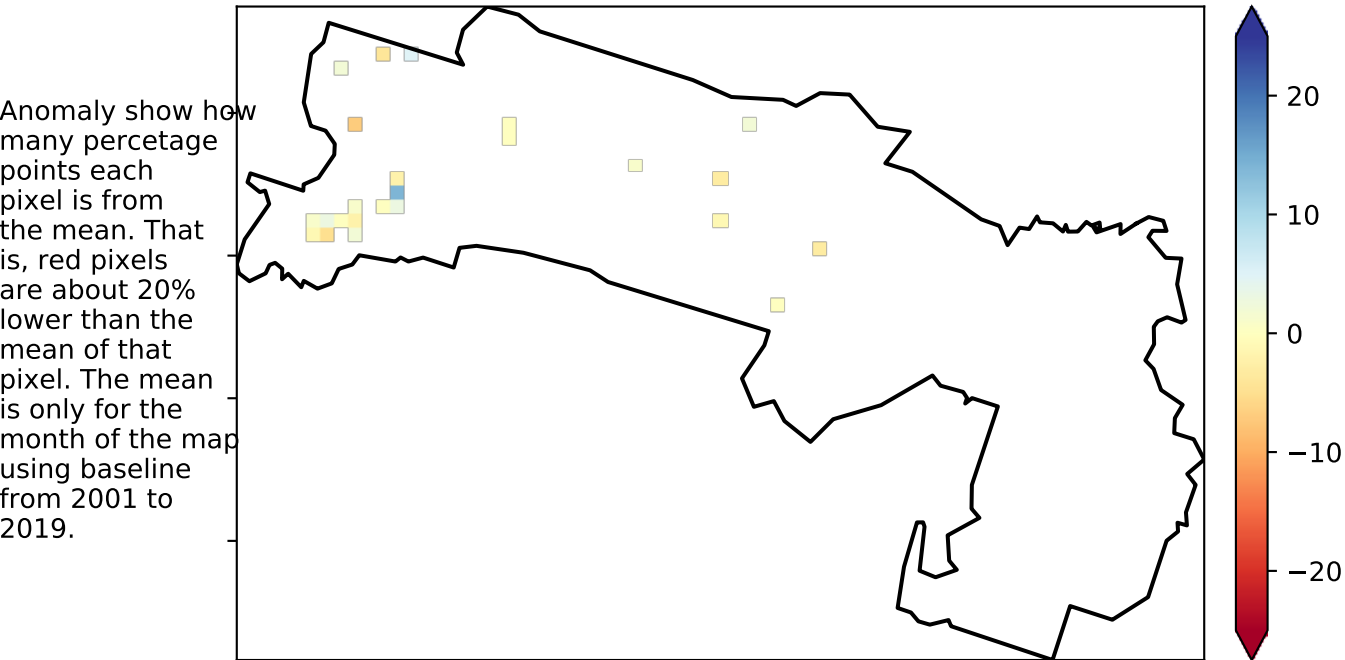 Anomaly show how
many percetage
points each
pixel is from
the mean. That
is, red pixels
are about 20%
lower than the
mean of that
pixel. The mean
is only for the
month of the map
using baseline
from 2001 to
2019.
20
10
0
−10
−20